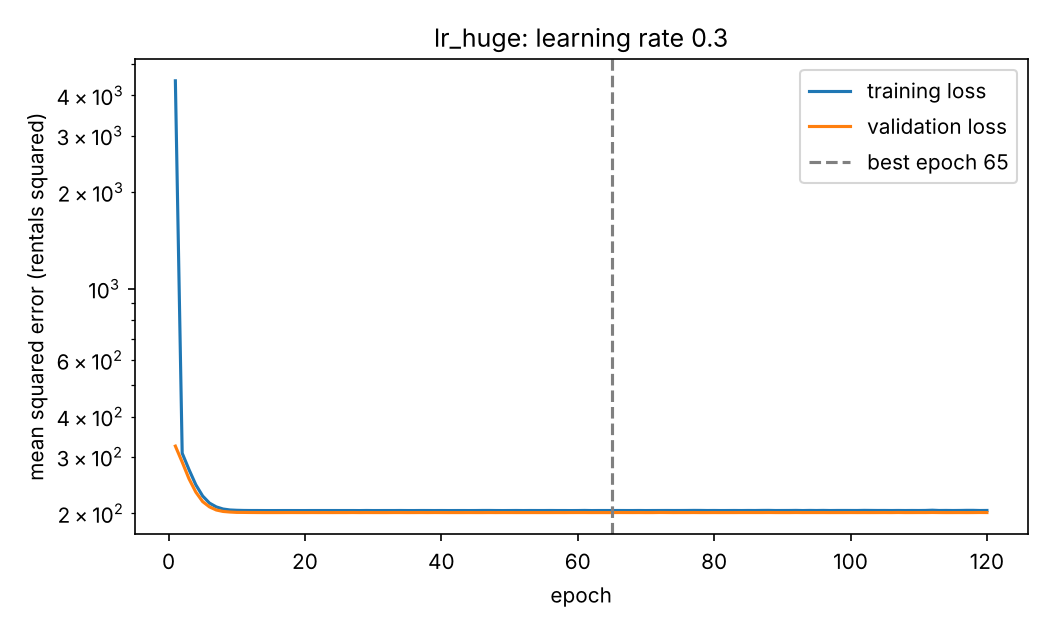 lr_huge: learning rate 0.3
mean squared error (rentals squared)
4 × 10³
3 × 10³
2 × 10³
10³
6 × 10²
4 × 10²
3 × 10²
2 × 10²
training loss
validation loss
best epoch 65
0 20 40 60 80 100 120
epoch